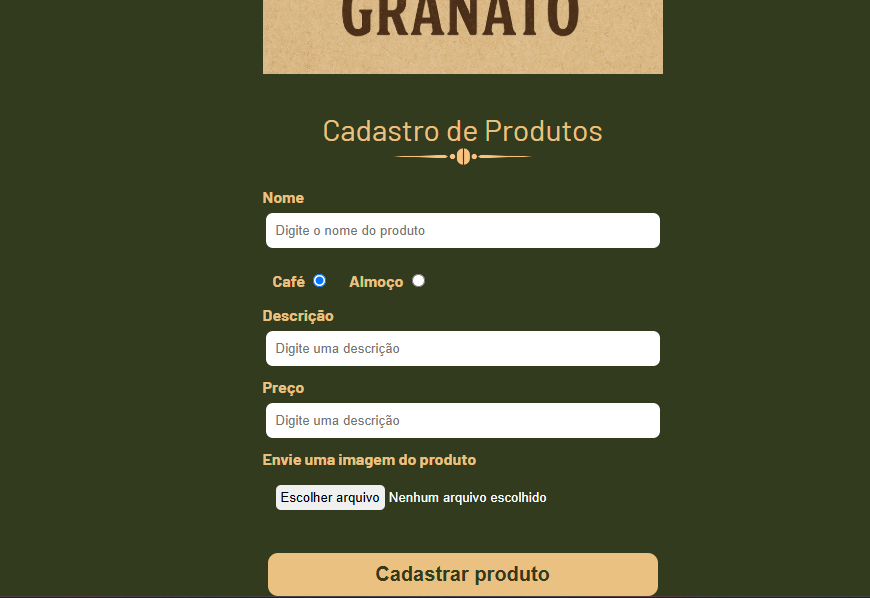 GRANATO
Cadastro de Produtos
Nome
Digite o nome do produto
Café Almoço
Descrição
Digite uma descrição
Preço
Digite uma descrição
Envie uma imagem do produto
Escolher arquivo Nenhum arquivo escolhido
Cadastrar produto